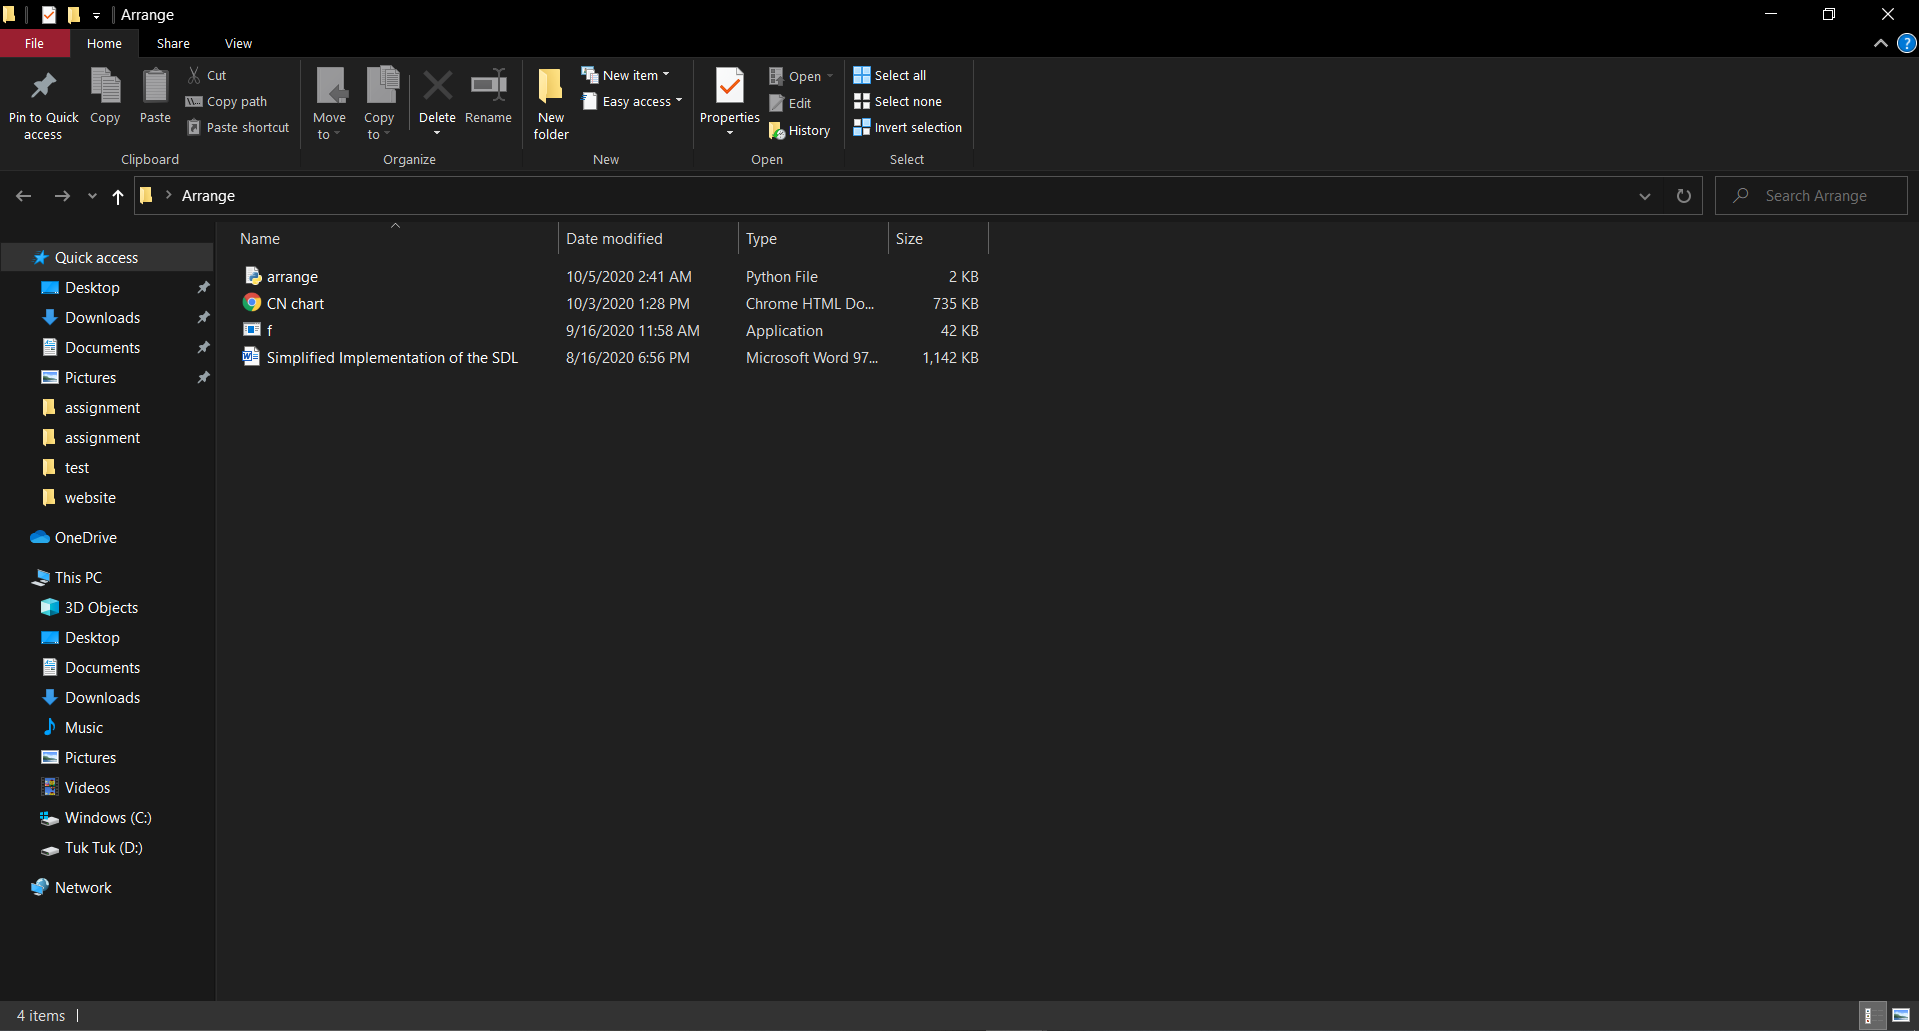 Arrange
File Home Share View
Pin to Quick access
Copy
Paste
Cut
Copy path
Paste shortcut
Clipboard
Move to
Copy to
Delete
Rename
Organize
New folder
New item
Easy access
New
Properties
Open
Edit
History
Open
Select all
Select none
Invert selection
Select
Arrange
Search Arrange
Name Date modified Type Size
arrange 10/5/2020 2:41 AM Python File 2 KB
CN chart 10/3/2020 1:28 PM Chrome HTML Do... 735 KB
f 9/16/2020 11:58 AM Application 42 KB
Simplified Implementation of the SDL 8/16/2020 6:56 PM Microsoft Word 97... 1,142 KB
Quick access
Desktop
Downloads
Documents
Pictures
assignment
assignment
test
website
OneDrive
This PC
3D Objects
Desktop
Documents
Downloads
Music
Pictures
Videos
Windows (C:)
Tuk Tuk (D:)
Network
4 items